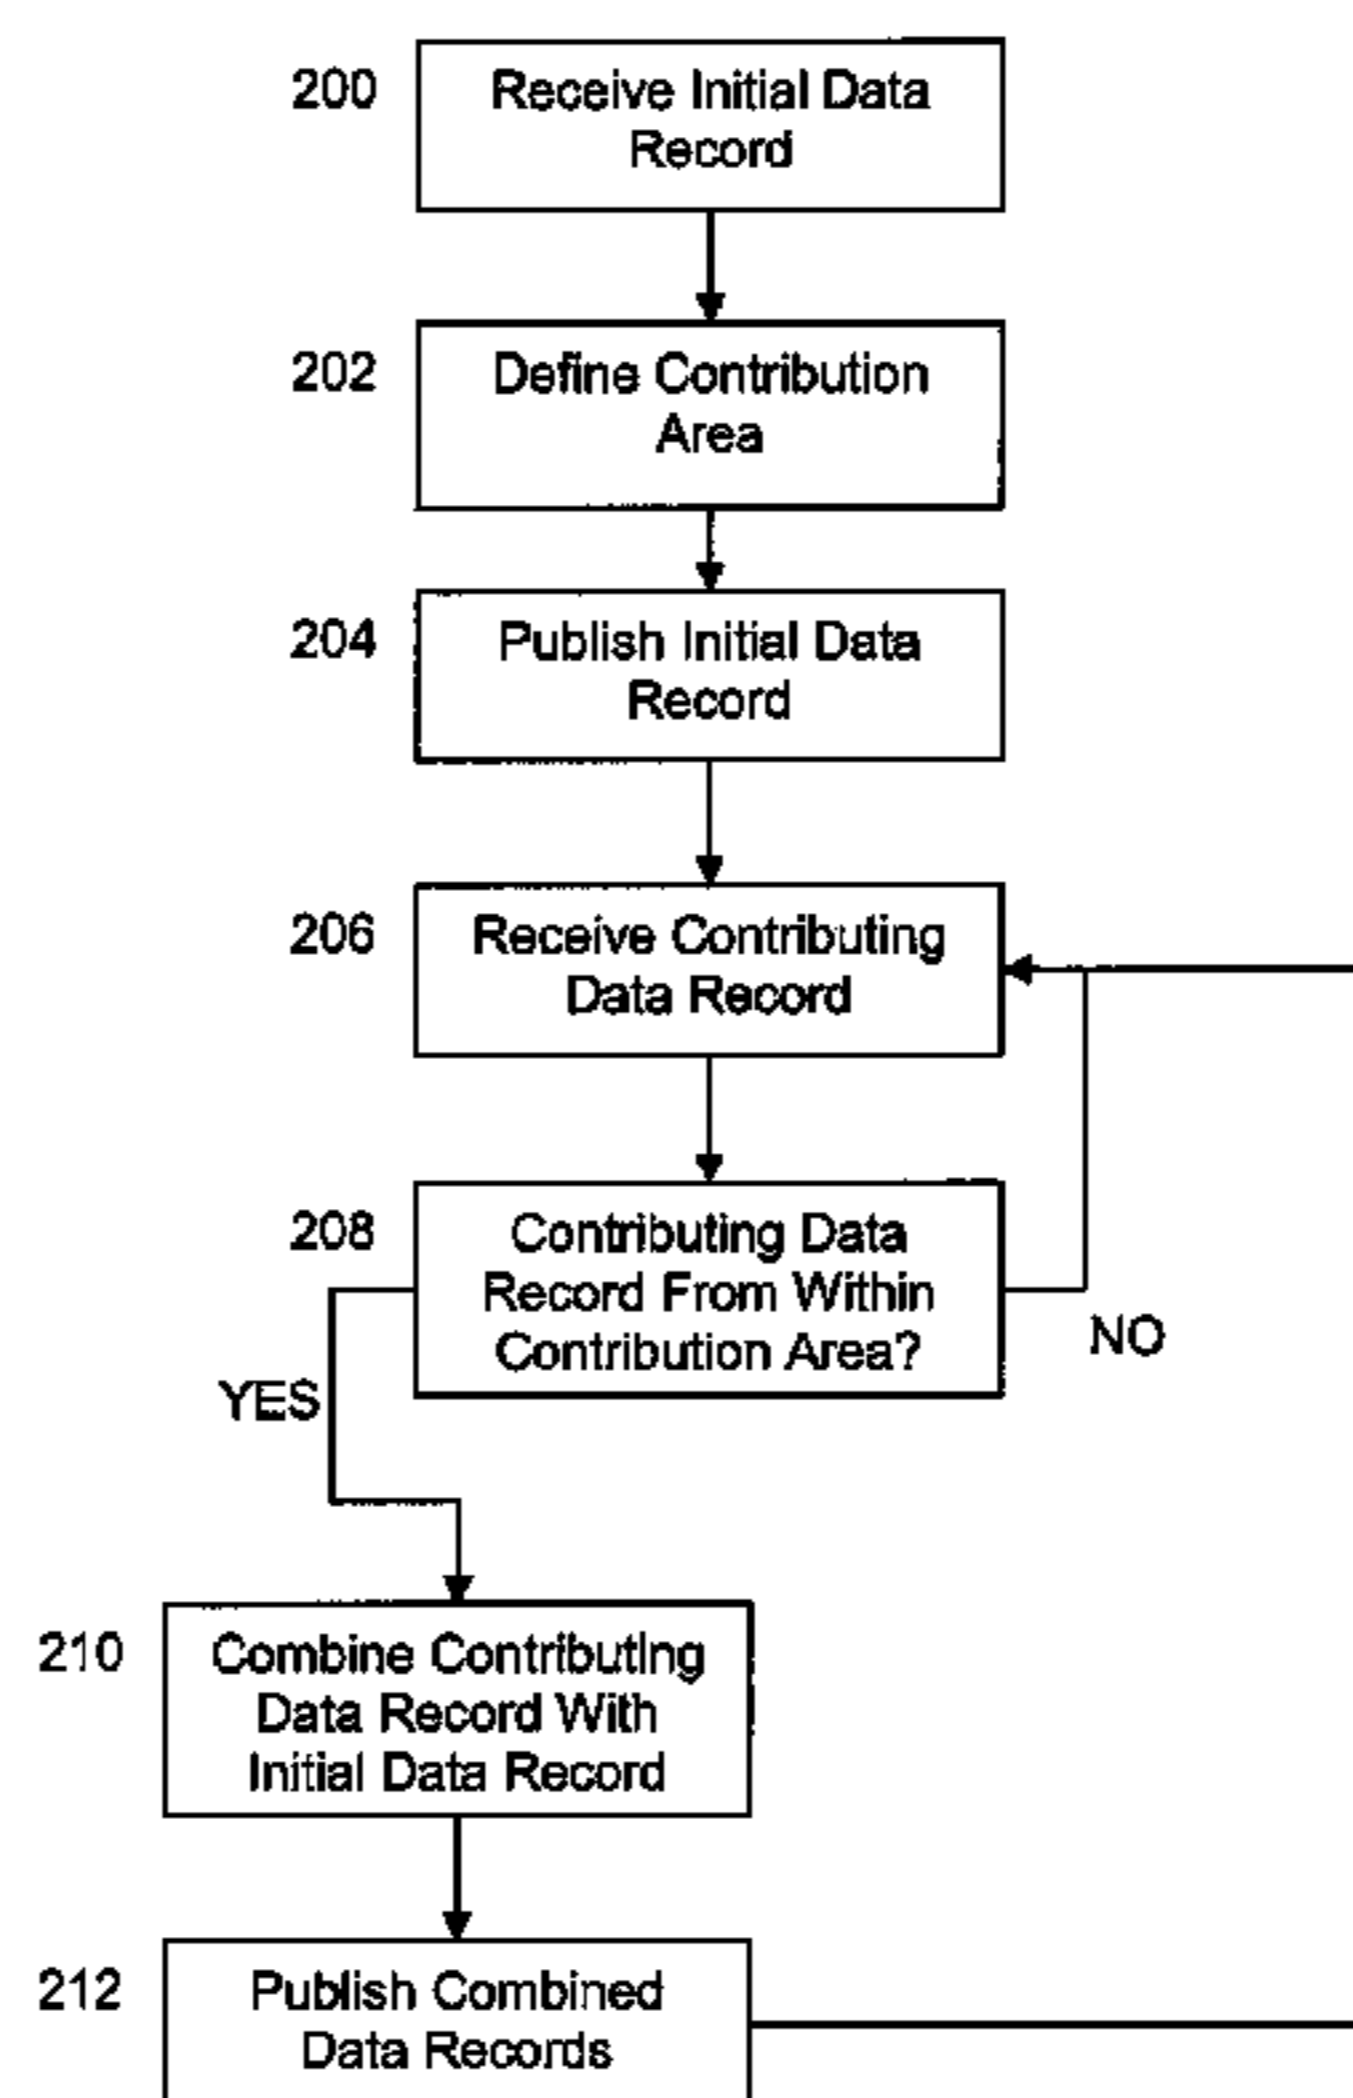 200
Receive Initial Data
Record
202
Define Contribution
Area
204
Publish Initial Data
Record
206
Receive Contributing
Data Record
208
Contributing Data
Record From Within
Contribution Area?
NO
YES
210
Combine Contributing
Data Record With
Initial Data Record
212
Publish Combined
Data Records